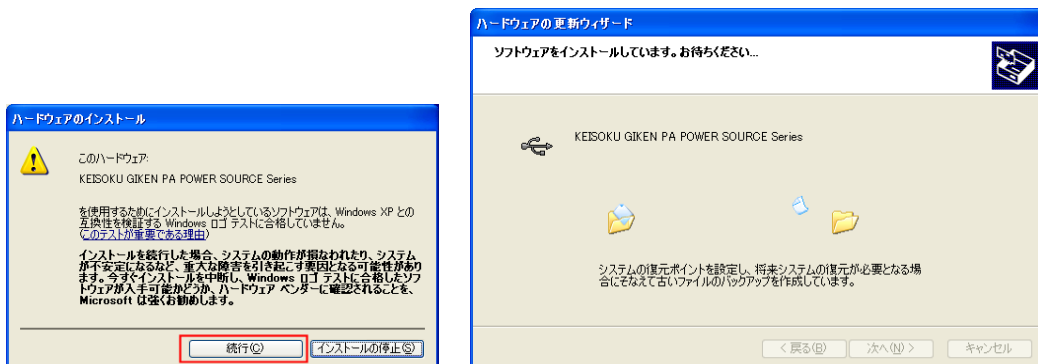 ハードウェアのインストール
このハードウェア:
KEISOKU GIKEN PA POWER SOURCE Series
を使用するためにインストールしようとしているソフトウェアは、Windows XP との
互換性を検証する Windows ロゴ テストに合格していません。
(このテストが重要である理由)
インストールを続行した場合、システムの動作が損なわれたり、システム
が不安定になるなど、重大な障害を引き起こす要因となる可能性があり
ます。今すぐインストールを中断し、Windows ロゴ テストに合格したソフ
トウェアが入手可能かどうか、ハードウェア ベンダーに確認されることを、
Microsoft は強くお勧めします。
続行(C)
インストールの停止(S)
ハードウェアの更新ウィザード
ソフトウェアをインストールしています。お待ちください...
KEISOKU GIKEN PA POWER SOURCE Series
システムの復元ポイントを設定し、将来システムの復元が必要となる場
合にそなえて古いファイルのバックアップを作成しています。
< 戻る(B)
次へ(N) >
キャンセル